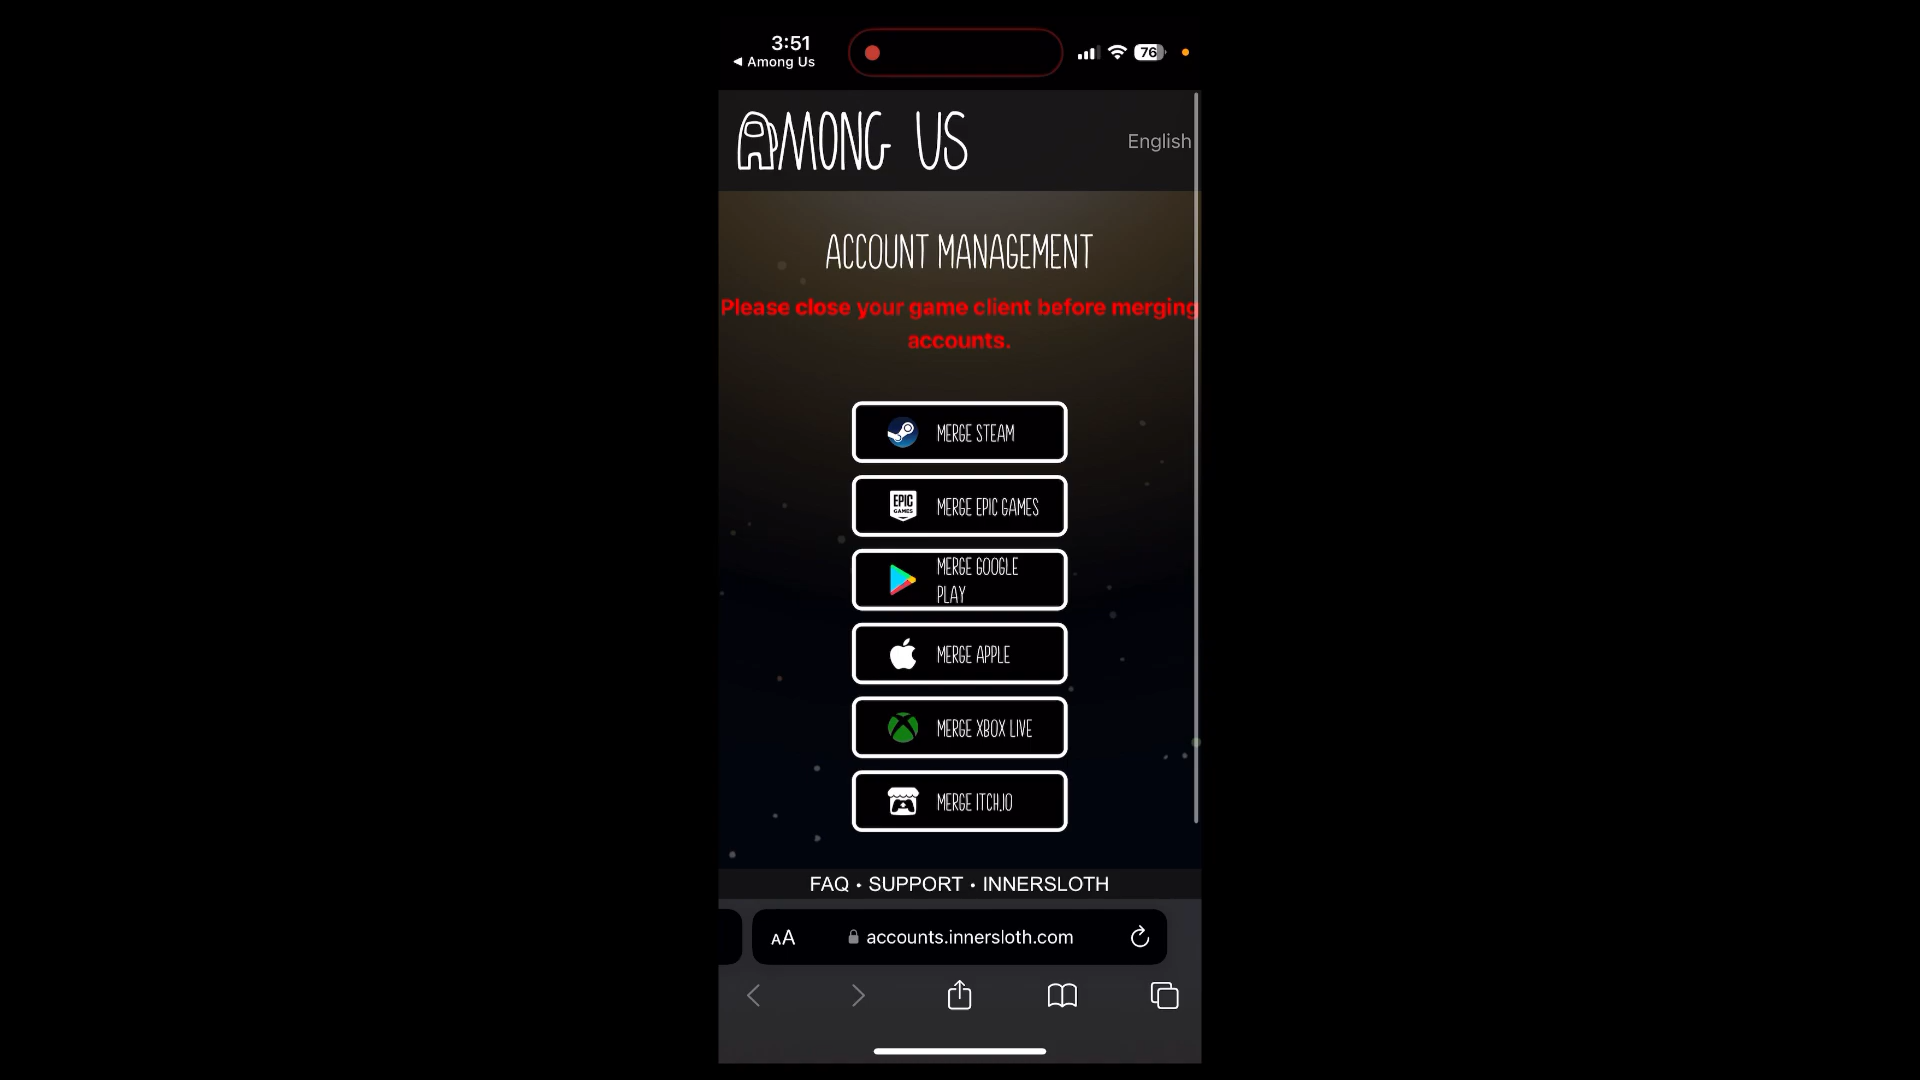 3:51
◀ Among Us
76
AMONG US
English
ACCOUNT MANAGEMENT
Please close your game client before merging
accounts.
MERGE STEAM
EPIC
GAMES
MERGE EPIC GAMES
MERGE GOOGLE
PLAY
MERGE APPLE
MERGE XBOX LIVE
MERGE ITCH.IO
FAQ • SUPPORT • INNERSLOTH
AA
accounts.innersloth.com